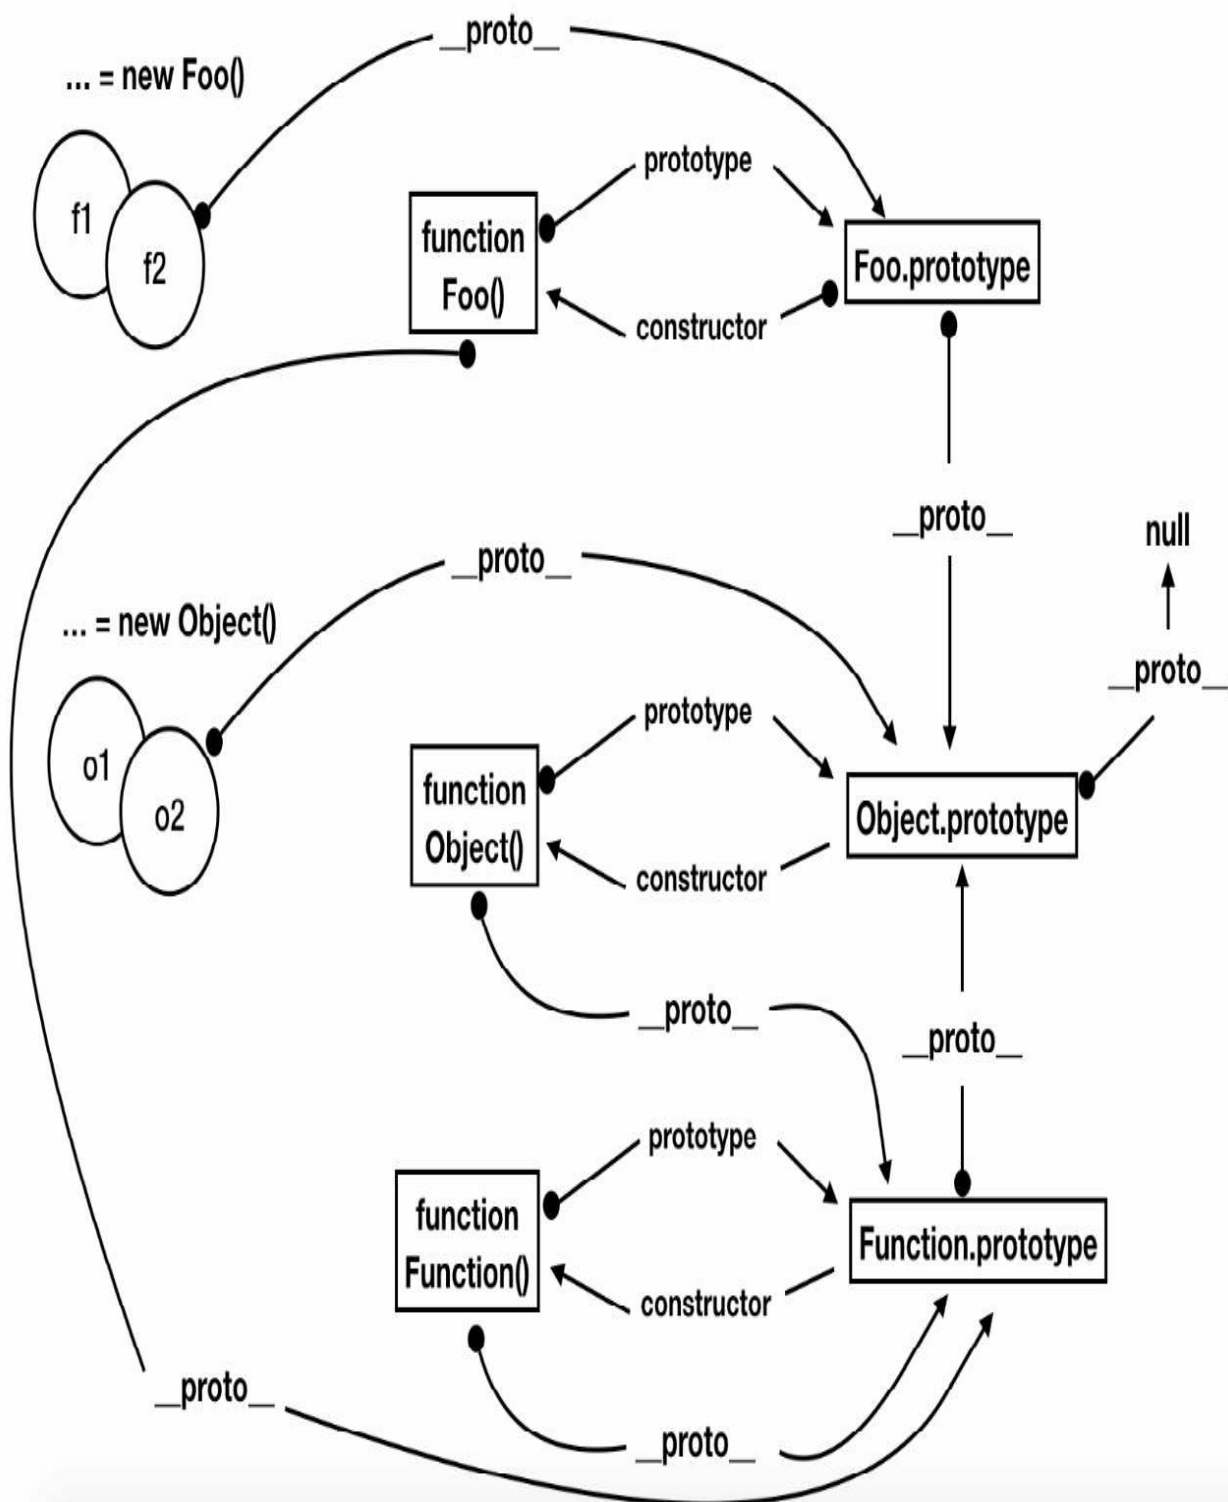 __proto__
... = new Foo()
prototype
f1
function
Foo()
f2
Foo.prototype
constructor
__proto__
null
__proto__
... = new Object()
__proto__
prototype
o1
function
Object()
o2
Object.prototype
constructor
__proto__
__proto__
prototype
function
Function()
Function.prototype
constructor
__proto__
__proto__